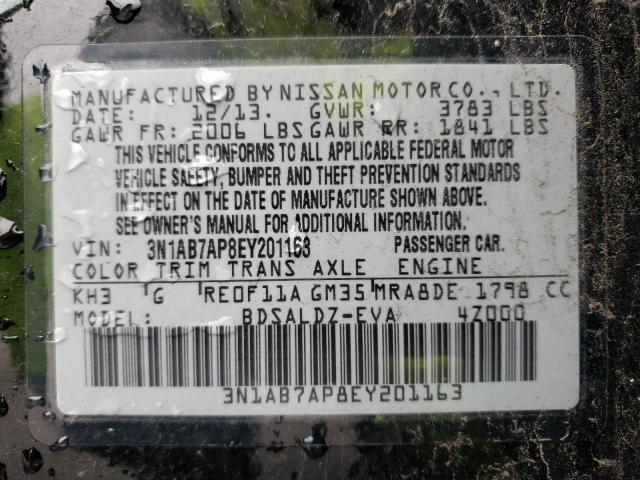 MANUFACTURED BY NISSAN MOTOR CO., LTD.
DATE: 12/13. GVWR: 3783 LBS
GAWR FR: 2006 LBS GAWR RR: 1841 LBS
THIS VEHICLE CONFORMS TO ALL APPLICABLE FEDERAL MOTOR
VEHICLE SAFETY, BUMPER AND THEFT PREVENTION STANDARDS
IN EFFECT ON THE DATE OF MANUFACTURE SHOWN ABOVE.
SEE OWNER'S MANUAL FOR ADDITIONAL INFORMATION.
VIN: 3N1AB7AP8EY201163 PASSENGER CAR.
COLOR TRIM TRANS AXLE ENGINE
KH3 G RE0F11A GM35 MRA8DE 1798 CC
MODEL: BDSALDZ-EVA 4Z000
3N1AB7AP8EY201163